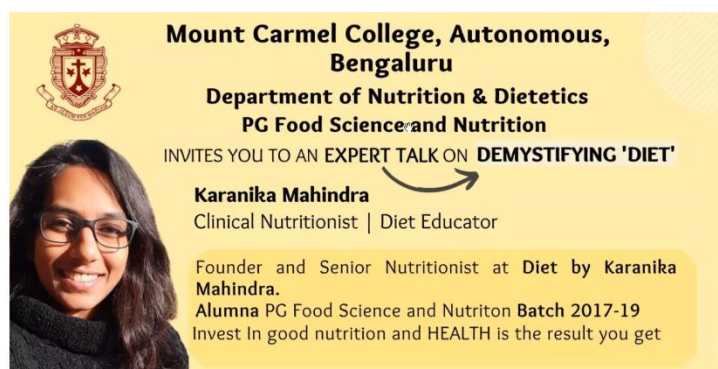 Mount Carmel College, Autonomous,
Bengaluru
Department of Nutrition & Dietetics
PG Food Science and Nutrition
INVITES YOU TO AN EXPERT TALK ON DEMYSTIFYING 'DIET'
Karanika Mahindra
Clinical Nutritionist | Diet Educator
Founder and Senior Nutritionist at Diet by Karanika
Mahindra.
Alumna PG Food Science and Nutriton Batch 2017-19
Invest In good nutrition and HEALTH is the result you get